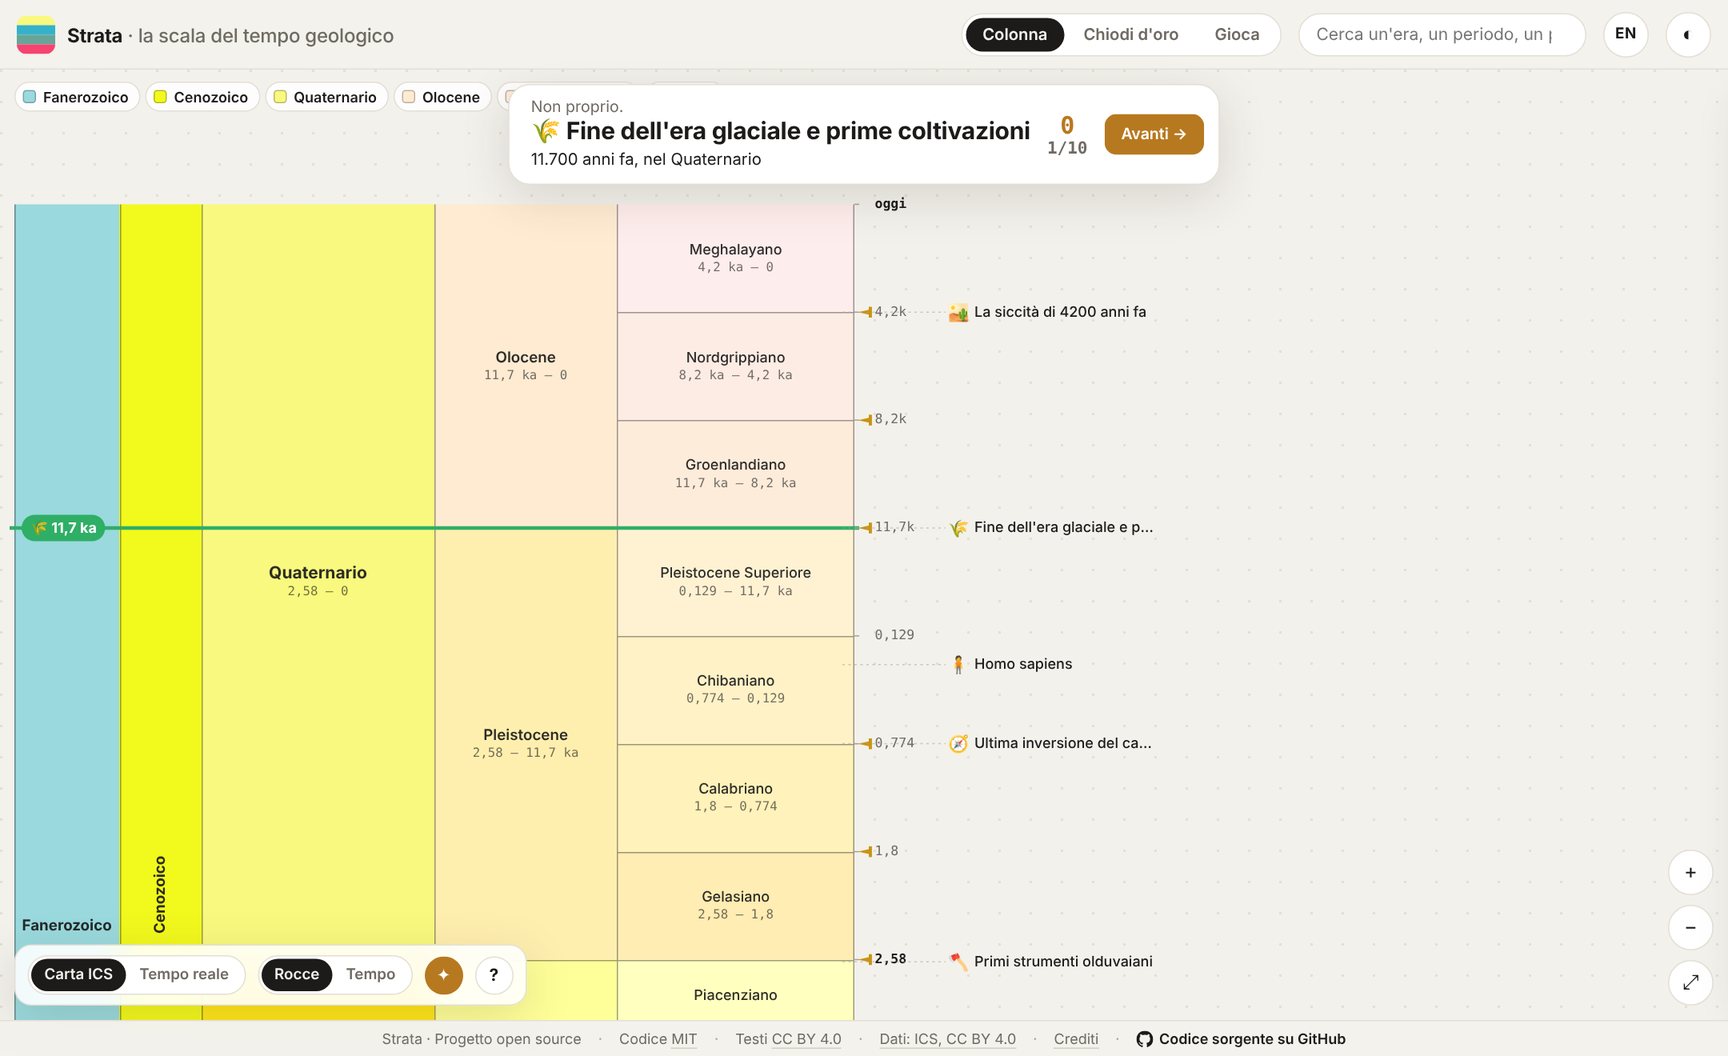 Strata · la scala del tempo geologico
Colonna
Chiodi d'oro
Gioca
Cerca un'era, un periodo, un p
EN
Fanerozoico
Cenozoico
Quaternario
Olocene
Non proprio.
Fine dell'era glaciale e prime coltivazioni
11.700 anni fa, nel Quaternario
0
1/10
Avanti →
oggi
Meghalayano
4,2 ka – 0
4,2k
La siccità di 4200 anni fa
Olocene
11,7 ka – 0
Nordgrippiano
8,2 ka – 4,2 ka
8,2k
Groenlandiano
11,7 ka – 8,2 ka
11,7 ka
11,7k
Fine dell'era glaciale e p...
Quaternario
2,58 – 0
Pleistocene Superiore
0,129 – 11,7 ka
0,129
Homo sapiens
Chibaniano
0,774 – 0,129
Pleistocene
2,58 – 11,7 ka
0,774
Ultima inversione del ca...
Calabriano
1,8 – 0,774
1,8
Cenozoico
Gelasiano
2,58 – 1,8
Fanerozoico
2,58
Primi strumenti olduvaiani
Piacenziano
Carta ICS
Tempo reale
Rocce
Tempo
?
+
−
Strata · Progetto open source · Codice MIT · Testi CC BY 4.0 · Dati: ICS, CC BY 4.0 · Crediti · Codice sorgente su GitHub